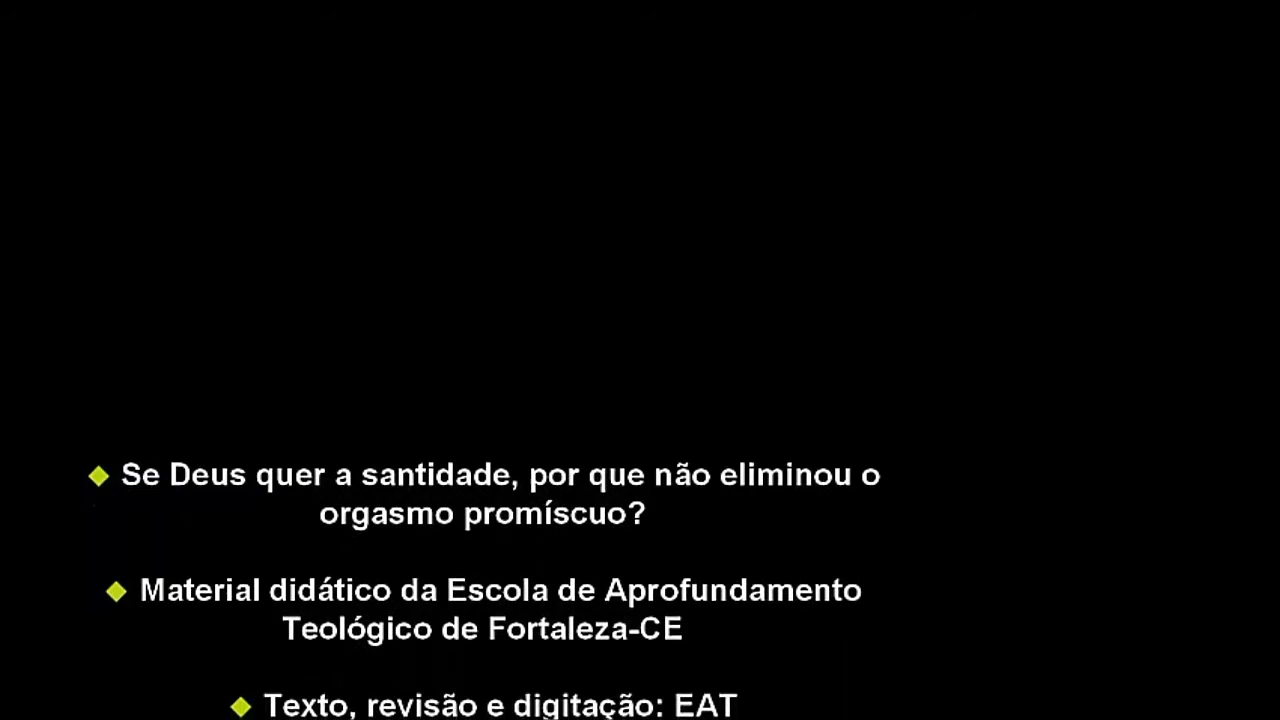 Se Deus quer a santidade, por que não eliminou o
orgasmo promíscuo?
Material didático da Escola de Aprofundamento
Teológico de Fortaleza-CE
Texto, revisão e digitação: EAT